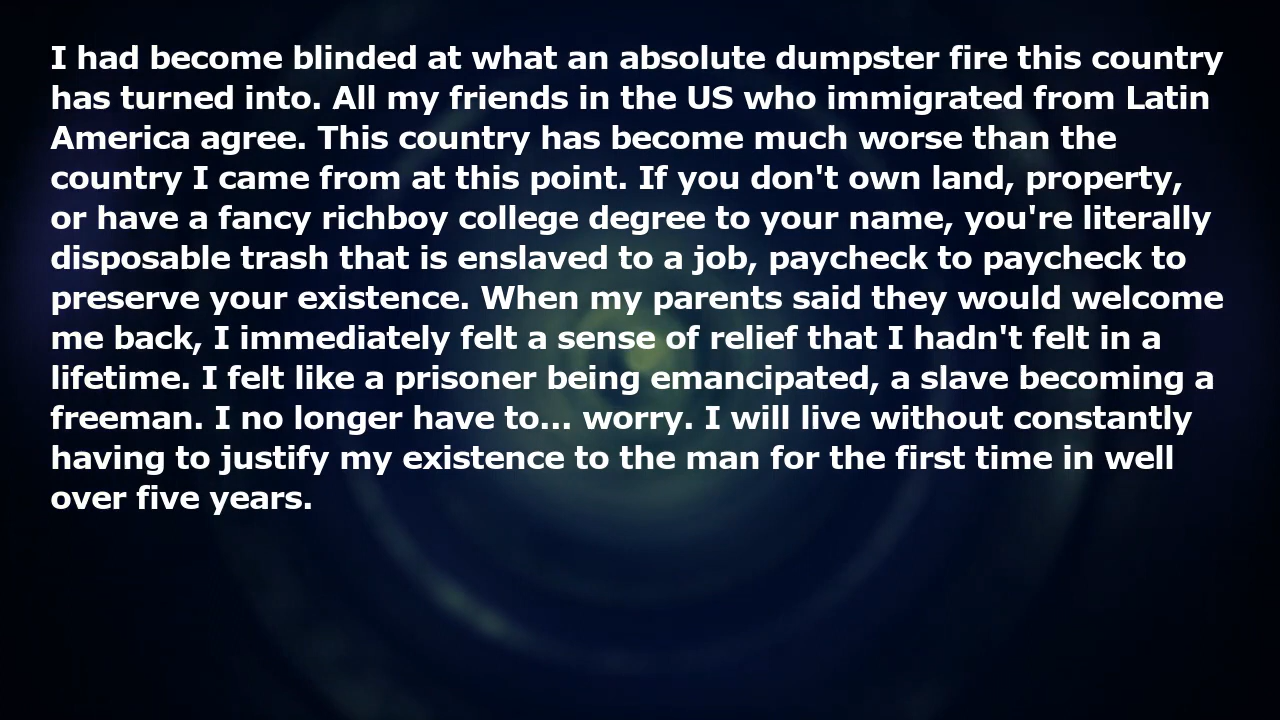 I had become blinded at what an absolute dumpster fire this country
has turned into. All my friends in the US who immigrated from Latin
America agree. This country has become much worse than the
country I came from at this point. If you don't own land, property,
or have a fancy richboy college degree to your name, you're literally
disposable trash that is enslaved to a job, paycheck to paycheck to
preserve your existence. When my parents said they would welcome
me back, I immediately felt a sense of relief that I hadn't felt in a
lifetime. I felt like a prisoner being emancipated, a slave becoming a
freeman. I no longer have to... worry. I will live without constantly
having to justify my existence to the man for the first time in well
over five years.